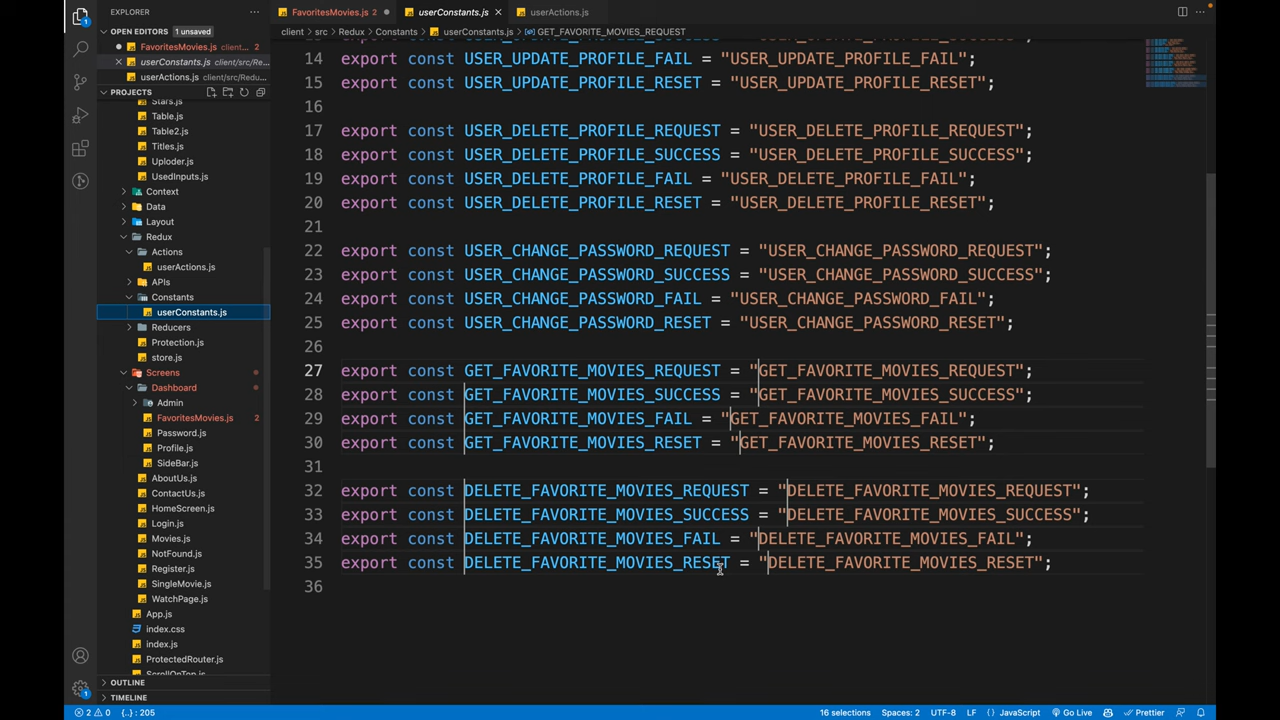 EXPLORER
FavoritesMovies.js 2
userConstants.js
userActions.js
OPEN EDITORS 1 unsaved
FavoritesMovies.js client... 2
userConstants.js client/src/Re...
userActions.js client/src/Redu...
PROJECTS
client > src > Redux > Constants > userConstants.js > GET_FAVORITE_MOVIES_REQUEST
Stars.js
Table.js
Table2.js
Titles.js
Uploder.js
UsedInputs.js
Context
Data
Layout
Redux
Actions
userActions.js
APIs
Constants
userConstants.js
Reducers
Protection.js
store.js
Screens
Dashboard
Admin
FavoritesMovies.js 2
Password.js
Profile.js
SideBar.js
AboutUs.js
ContactUs.js
HomeScreen.js
Login.js
Movies.js
NotFound.js
Register.js
SingleMovie.js
WatchPage.js
App.js
index.css
index.js
ProtectedRouter.js
ScrollOnTop.js
OUTLINE
TIMELINE
14 export const USER_UPDATE_PROFILE_FAIL = "USER_UPDATE_PROFILE_FAIL";
15 export const USER_UPDATE_PROFILE_RESET = "USER_UPDATE_PROFILE_RESET";
16
17 export const USER_DELETE_PROFILE_REQUEST = "USER_DELETE_PROFILE_REQUEST";
18 export const USER_DELETE_PROFILE_SUCCESS = "USER_DELETE_PROFILE_SUCCESS";
19 export const USER_DELETE_PROFILE_FAIL = "USER_DELETE_PROFILE_FAIL";
20 export const USER_DELETE_PROFILE_RESET = "USER_DELETE_PROFILE_RESET";
21
22 export const USER_CHANGE_PASSWORD_REQUEST = "USER_CHANGE_PASSWORD_REQUEST";
23 export const USER_CHANGE_PASSWORD_SUCCESS = "USER_CHANGE_PASSWORD_SUCCESS";
24 export const USER_CHANGE_PASSWORD_FAIL = "USER_CHANGE_PASSWORD_FAIL";
25 export const USER_CHANGE_PASSWORD_RESET = "USER_CHANGE_PASSWORD_RESET";
26
27 export const GET_FAVORITE_MOVIES_REQUEST = "GET_FAVORITE_MOVIES_REQUEST";
28 export const GET_FAVORITE_MOVIES_SUCCESS = "GET_FAVORITE_MOVIES_SUCCESS";
29 export const GET_FAVORITE_MOVIES_FAIL = "GET_FAVORITE_MOVIES_FAIL";
30 export const GET_FAVORITE_MOVIES_RESET = "GET_FAVORITE_MOVIES_RESET";
31
32 export const DELETE_FAVORITE_MOVIES_REQUEST = "DELETE_FAVORITE_MOVIES_REQUEST";
33 export const DELETE_FAVORITE_MOVIES_SUCCESS = "DELETE_FAVORITE_MOVIES_SUCCESS";
34 export const DELETE_FAVORITE_MOVIES_FAIL = "DELETE_FAVORITE_MOVIES_FAIL";
35 export const DELETE_FAVORITE_MOVIES_RESET = "DELETE_FAVORITE_MOVIES_RESET";
36
2 0 {..} : 205 16 selections Spaces: 2 UTF-8 LF {} JavaScript Go Live Prettier